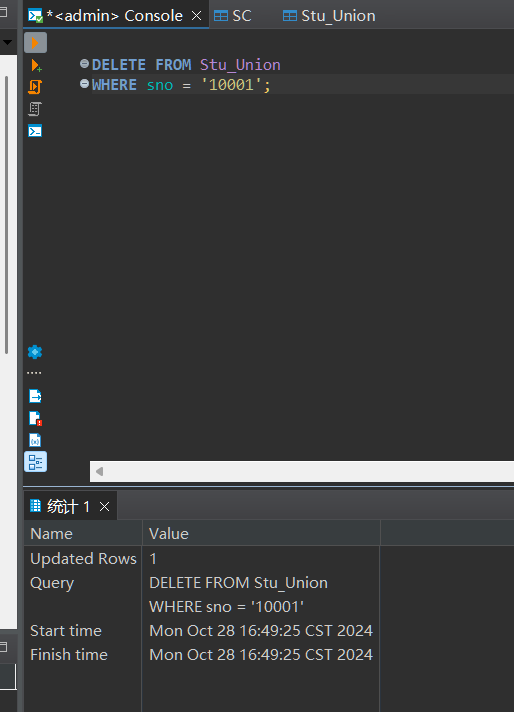 *<admin> Console
SC
Stu_Union
DELETE FROM Stu_Union
WHERE sno = '10001';
统计 1
Name Value
Updated Rows 1
Query DELETE FROM Stu_Union
WHERE sno = '10001'
Start time Mon Oct 28 16:49:25 CST 2024
Finish time Mon Oct 28 16:49:25 CST 2024